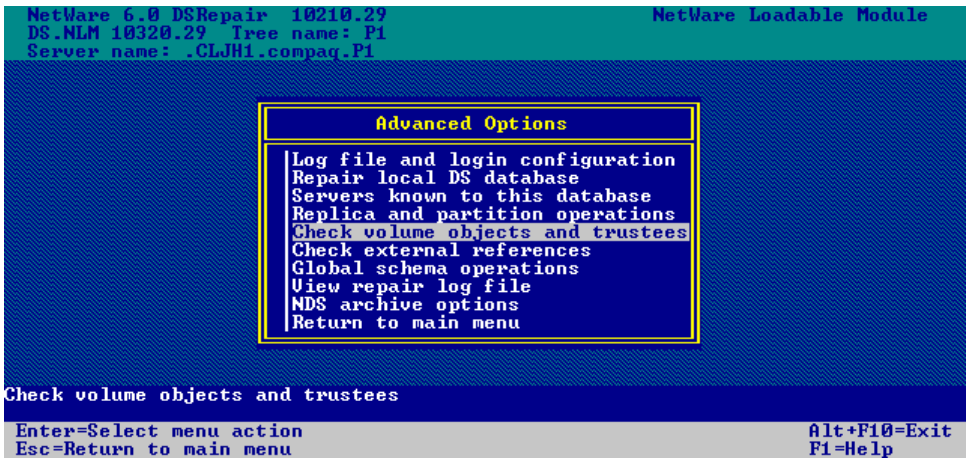 NetWare 6.0 DSRepair 10210.29 NetWare Loadable Module
DS.NLM 10320.29 Tree name: P1
Server name: .CLJH1.compaq.P1
Advanced Options
Log file and login configuration
Repair local DS database
Servers known to this database
Replica and partition operations
Check volume objects and trustees
Check external references
Global schema operations
View repair log file
NDS archive options
Return to main menu
Check volume objects and trustees
Enter=Select menu action Alt+F10=Exit
Esc=Return to main menu F1=Help